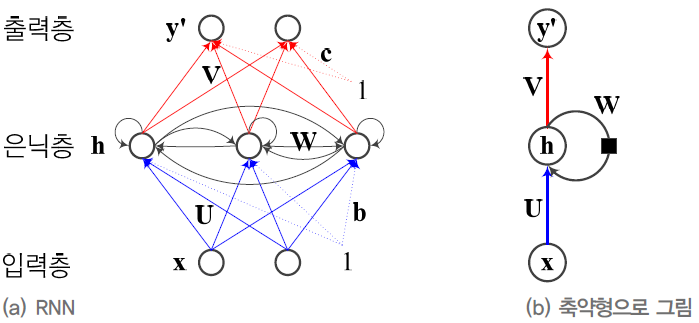 출력층 y' y'
c
V V
1
W
은닉층 h W h
U b U
입력층 x 1 x
(a) RNN (b) 축약형으로 그림